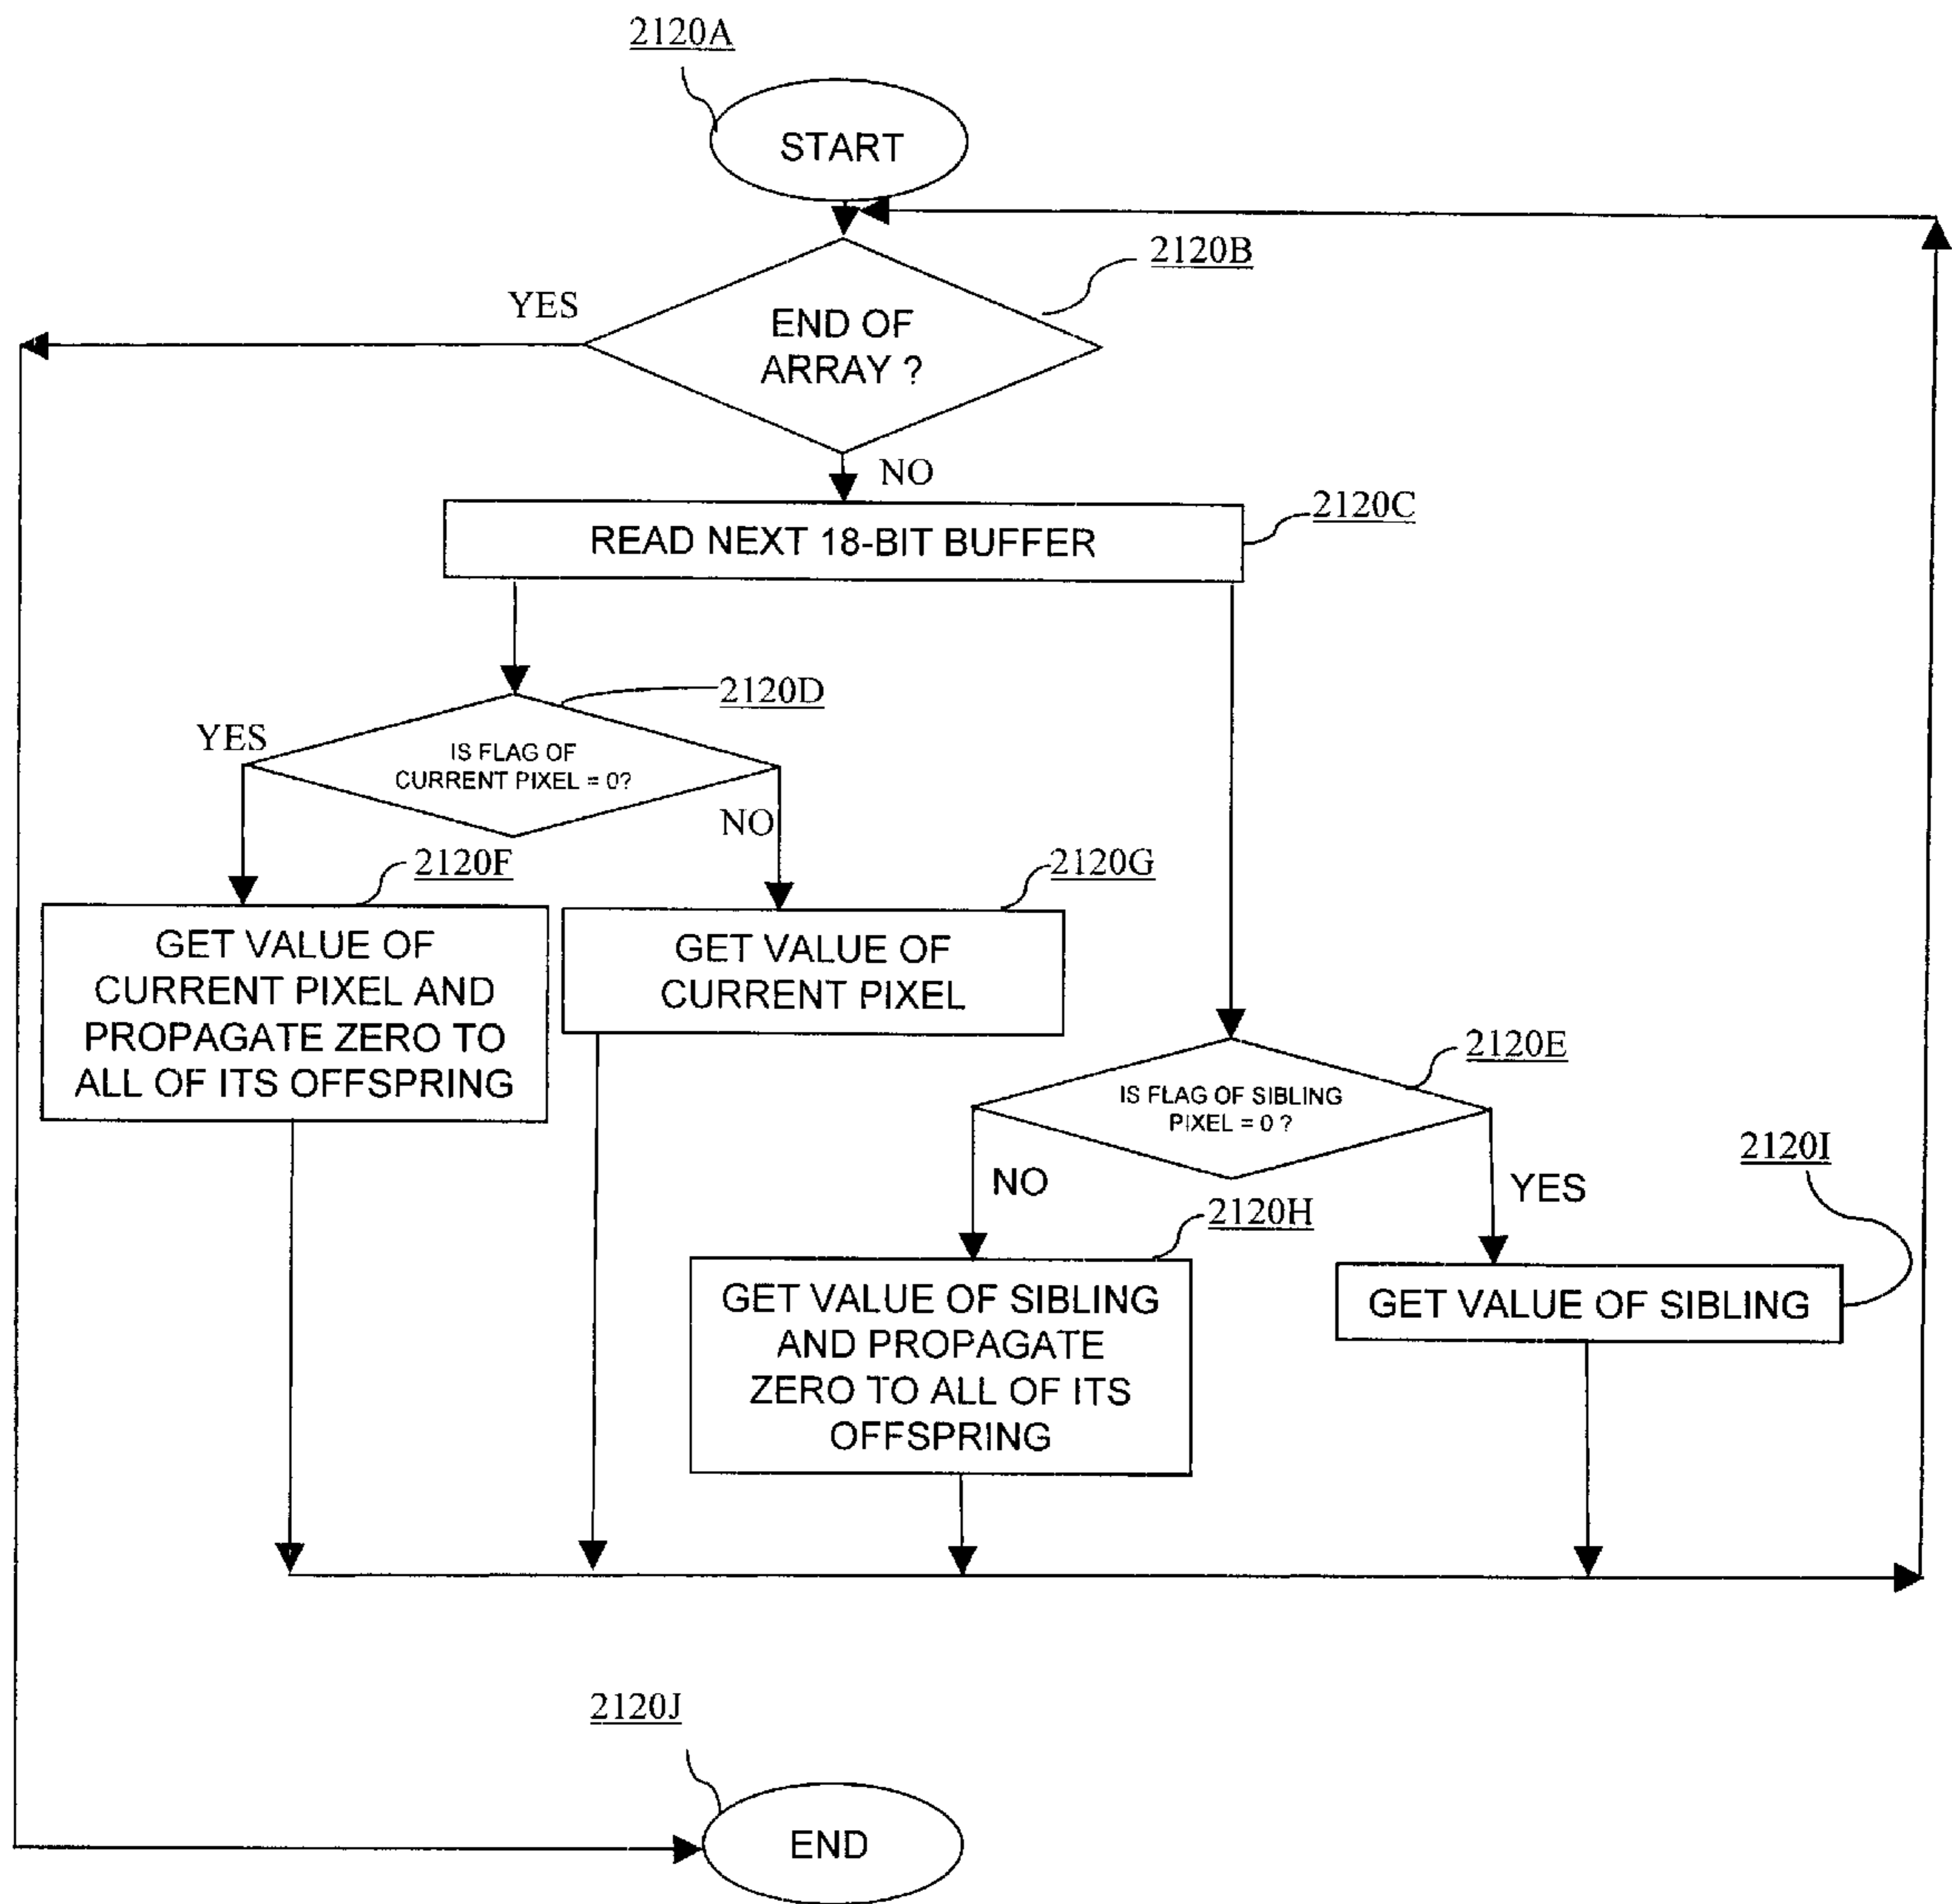 2120A
START
2120B
YES
END OF
ARRAY ?
NO
2120C
READ NEXT 18-BIT BUFFER
2120D
YES
IS FLAG OF
CURRENT PIXEL = 0?
NO
2120F
2120G
GET VALUE OF
CURRENT PIXEL AND
PROPAGATE ZERO TO
ALL OF ITS OFFSPRING
GET VALUE OF
CURRENT PIXEL
2120E
IS FLAG OF SIBLING
PIXEL = 0 ?
NO
YES
2120I
2120H
GET VALUE OF SIBLING
AND PROPAGATE
ZERO TO ALL OF ITS
OFFSPRING
GET VALUE OF SIBLING
2120J
END